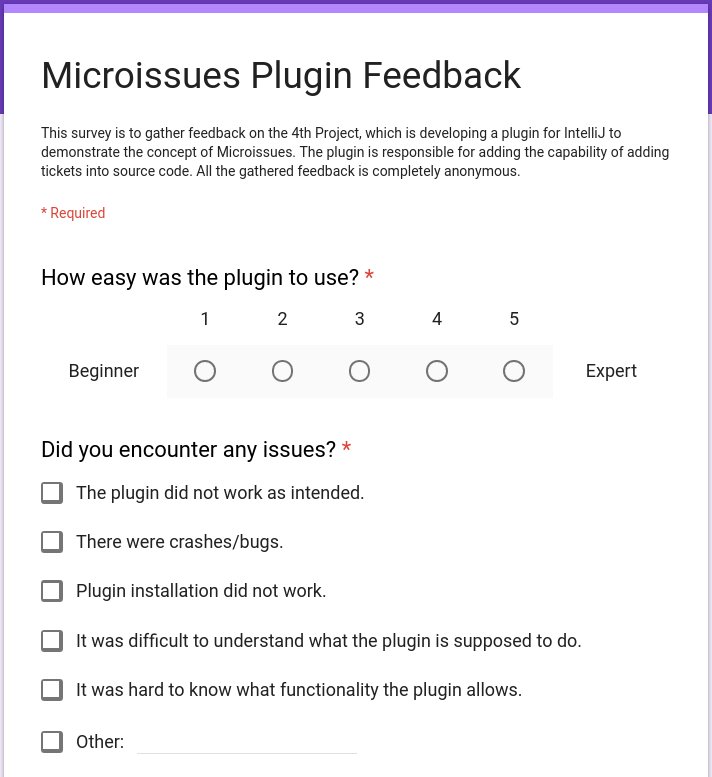 Microissues Plugin Feedback
This survey is to gather feedback on the 4th Project, which is developing a plugin for IntelliJ to
demonstrate the concept of Microissues. The plugin is responsible for adding the capability of adding
tickets into source code. All the gathered feedback is completely anonymous.
* Required
How easy was the plugin to use? *
1 2 3 4 5
Beginner Expert
Did you encounter any issues? *
The plugin did not work as intended.
There were crashes/bugs.
Plugin installation did not work.
It was difficult to understand what the plugin is supposed to do.
It was hard to know what functionality the plugin allows.
Other: